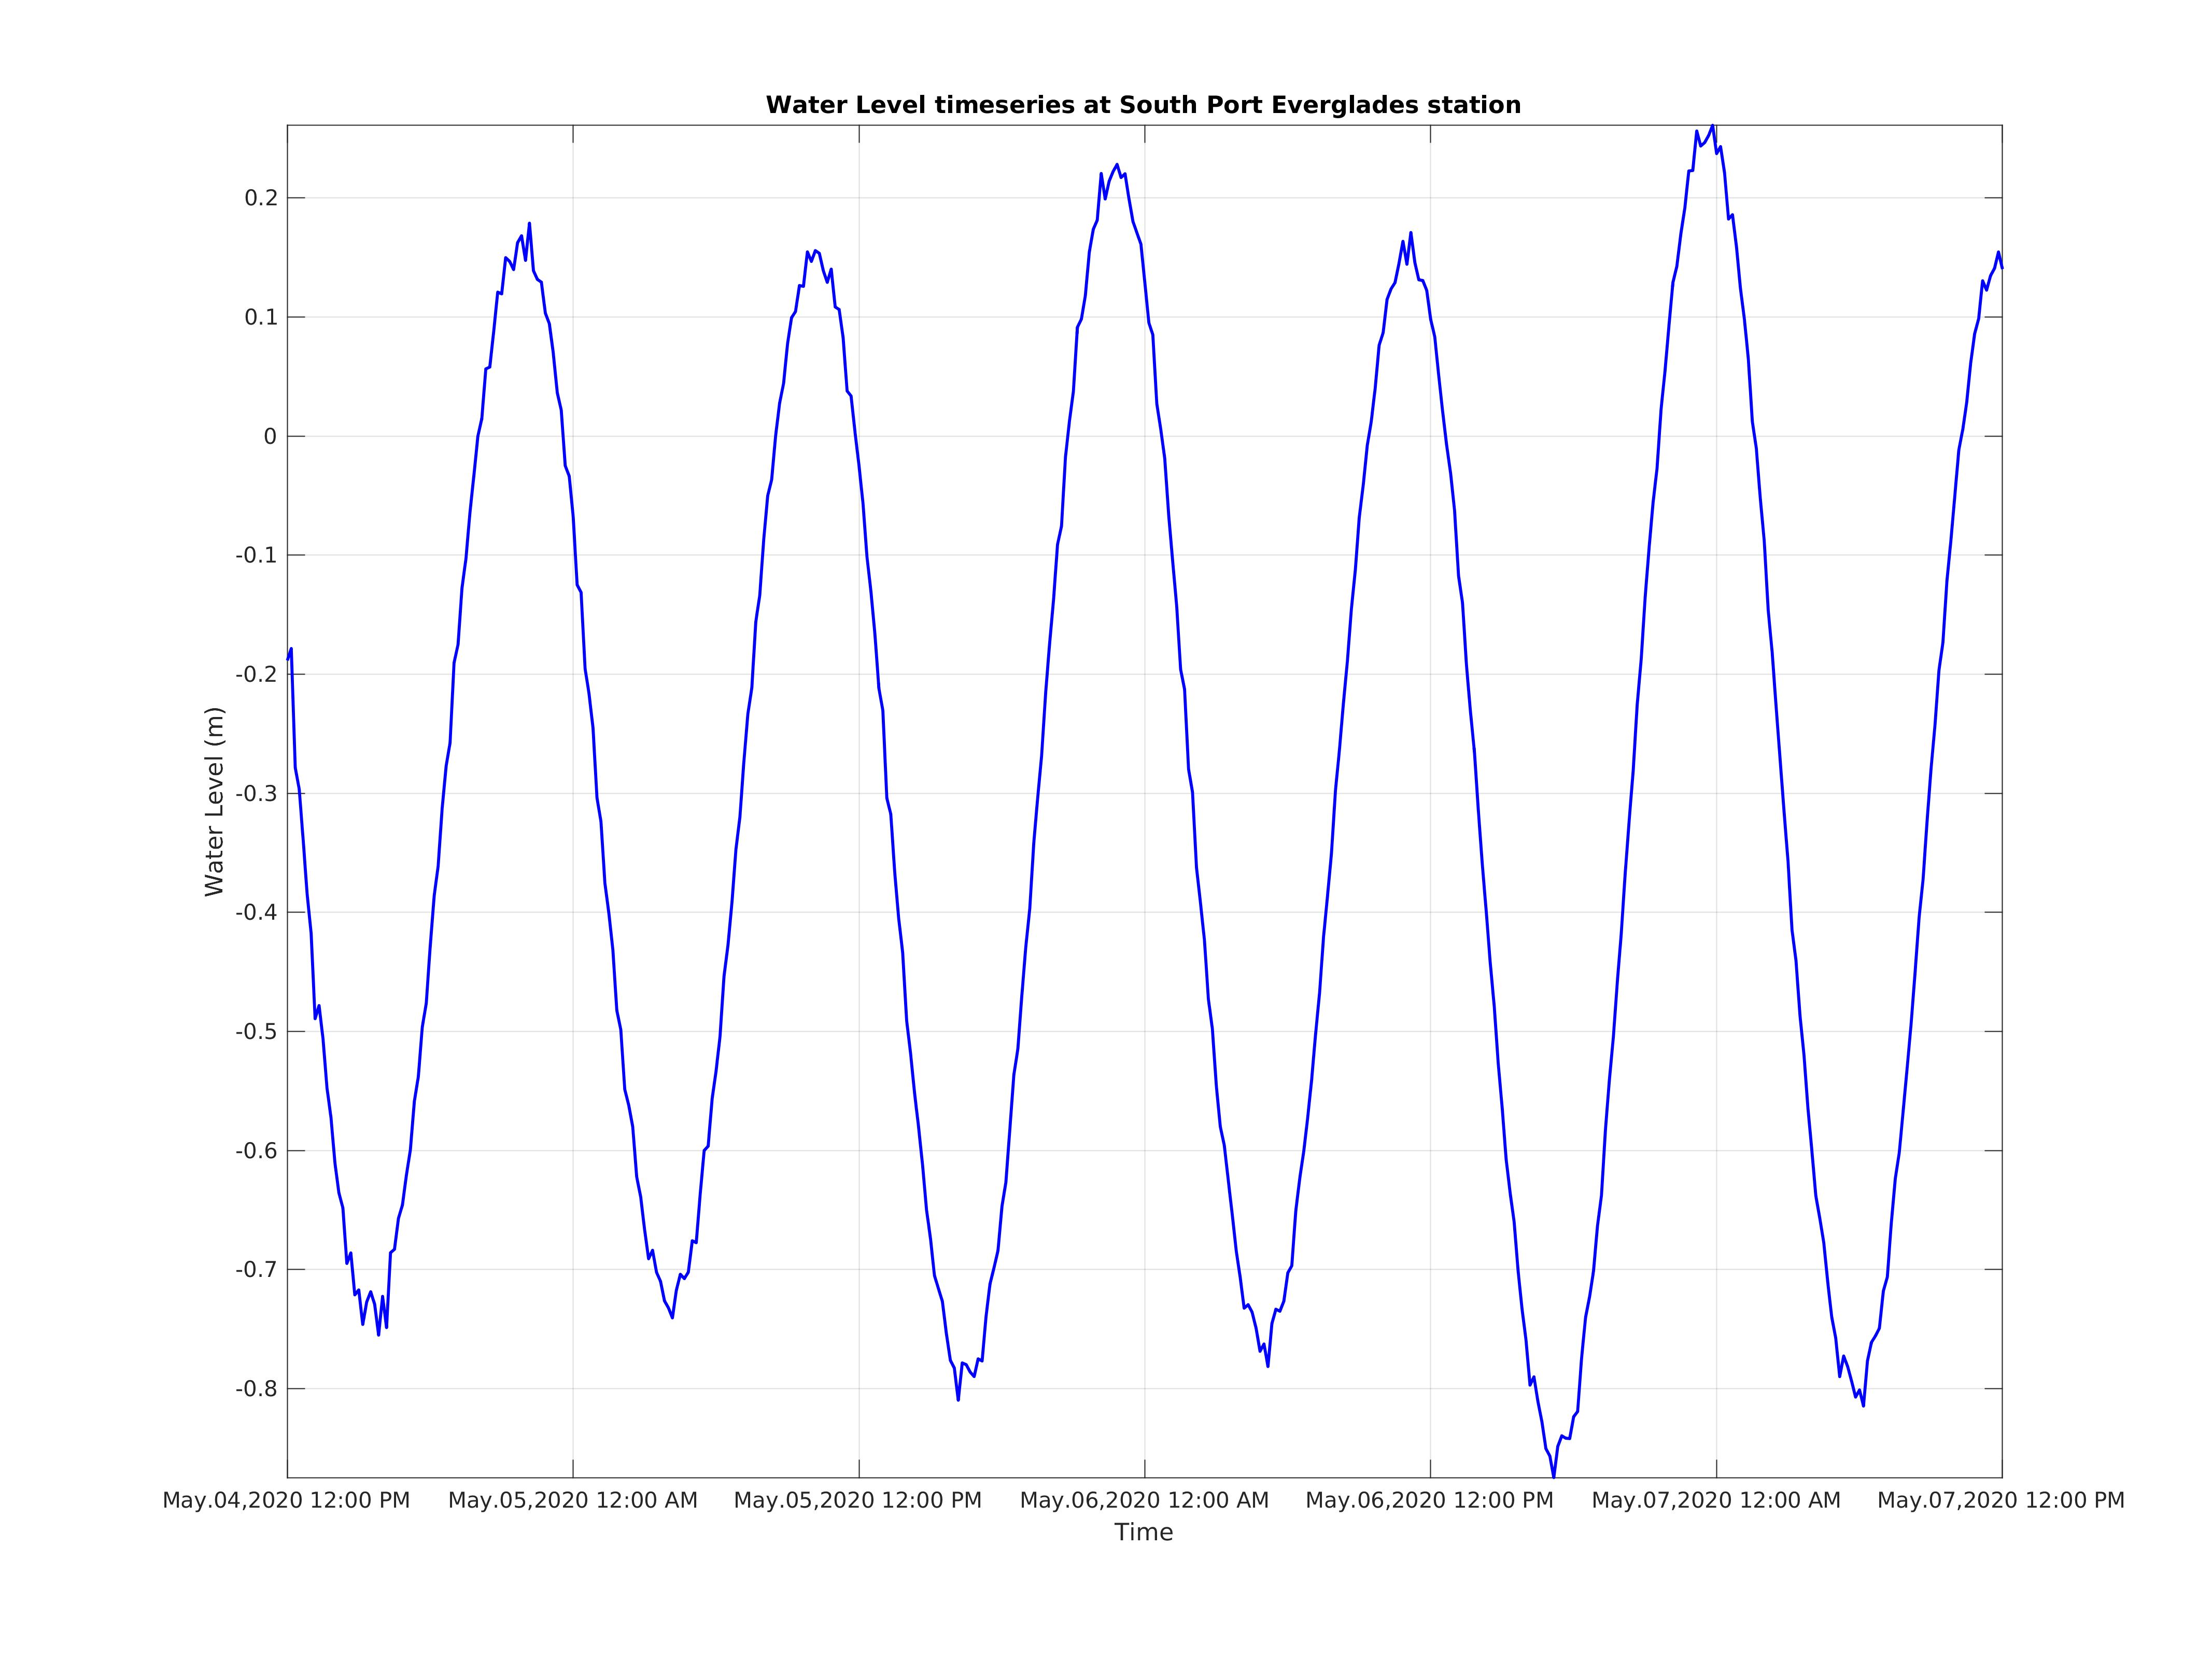 Water Level timeseries at South Port Everglades station
0.2
0.1
0
-0.1
-0.2
-0.3
-0.4
-0.5
-0.6
-0.7
-0.8
Water Level (m)
May.04,2020 12:00 PM
May.05,2020 12:00 AM
May.05,2020 12:00 PM
May.06,2020 12:00 AM
May.06,2020 12:00 PM
May.07,2020 12:00 AM
May.07,2020 12:00 PM
Time